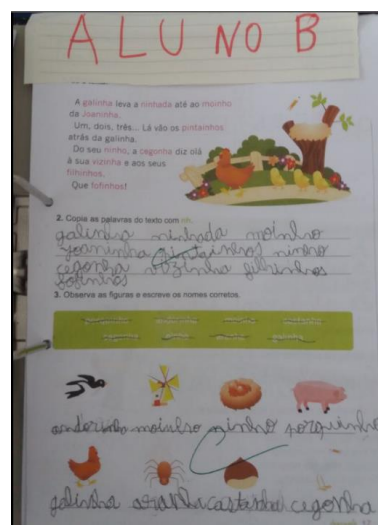 ALUNO B
A galinha leva a ninhada até ao moinho
da Joaninha.
Um, dois, três... Lá vão os pintainhos
atrás da galinha.
Do seu ninho, a cegonha diz olá
à sua vizinha e aos seus
filhinhos.
Que fofinhos!
2. Copia as palavras do texto com nh.
galinha ninhada moinho
Joaninha pintainhos ninho
cegonha vizinha filhinhos
fofinhos
3. Observa as figuras e escreve os nomes corretos.
andorinha moinho ninho porquinho
galinha aranha castanha cegonha